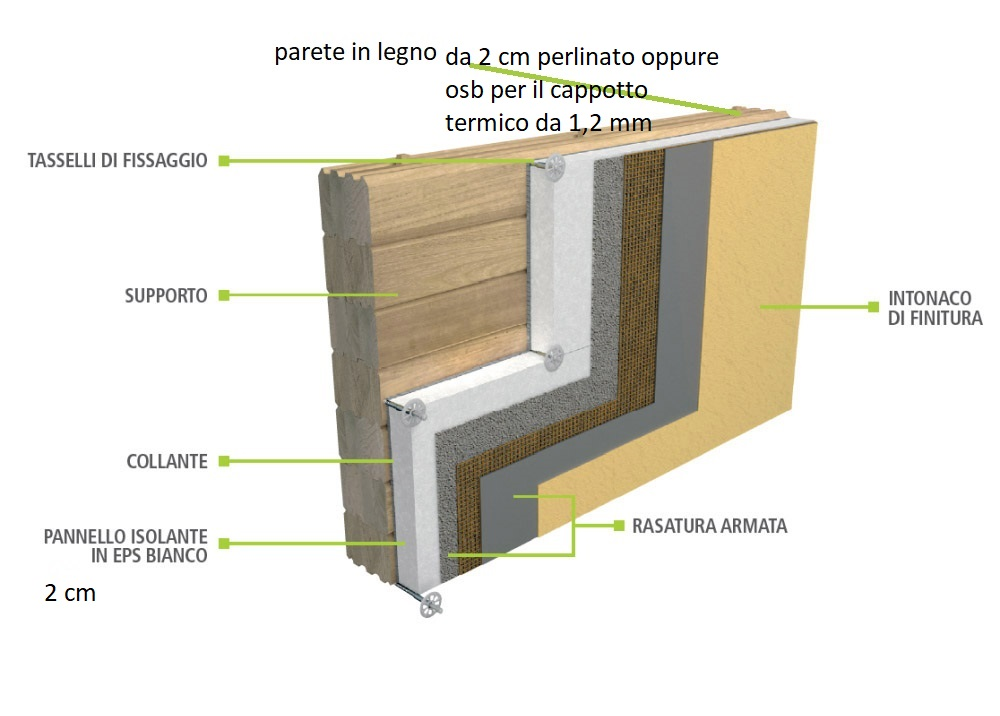 parete in legno da 2 cm perlinato oppure
osb per il cappotto
termico da 1,2 mm
TASSELLI DI FISSAGGIO
SUPPORTO
INTONACO
DI FINITURA
COLLANTE
PANNELLO ISOLANTE
IN EPS BIANCO
2 cm
RASATURA ARMATA